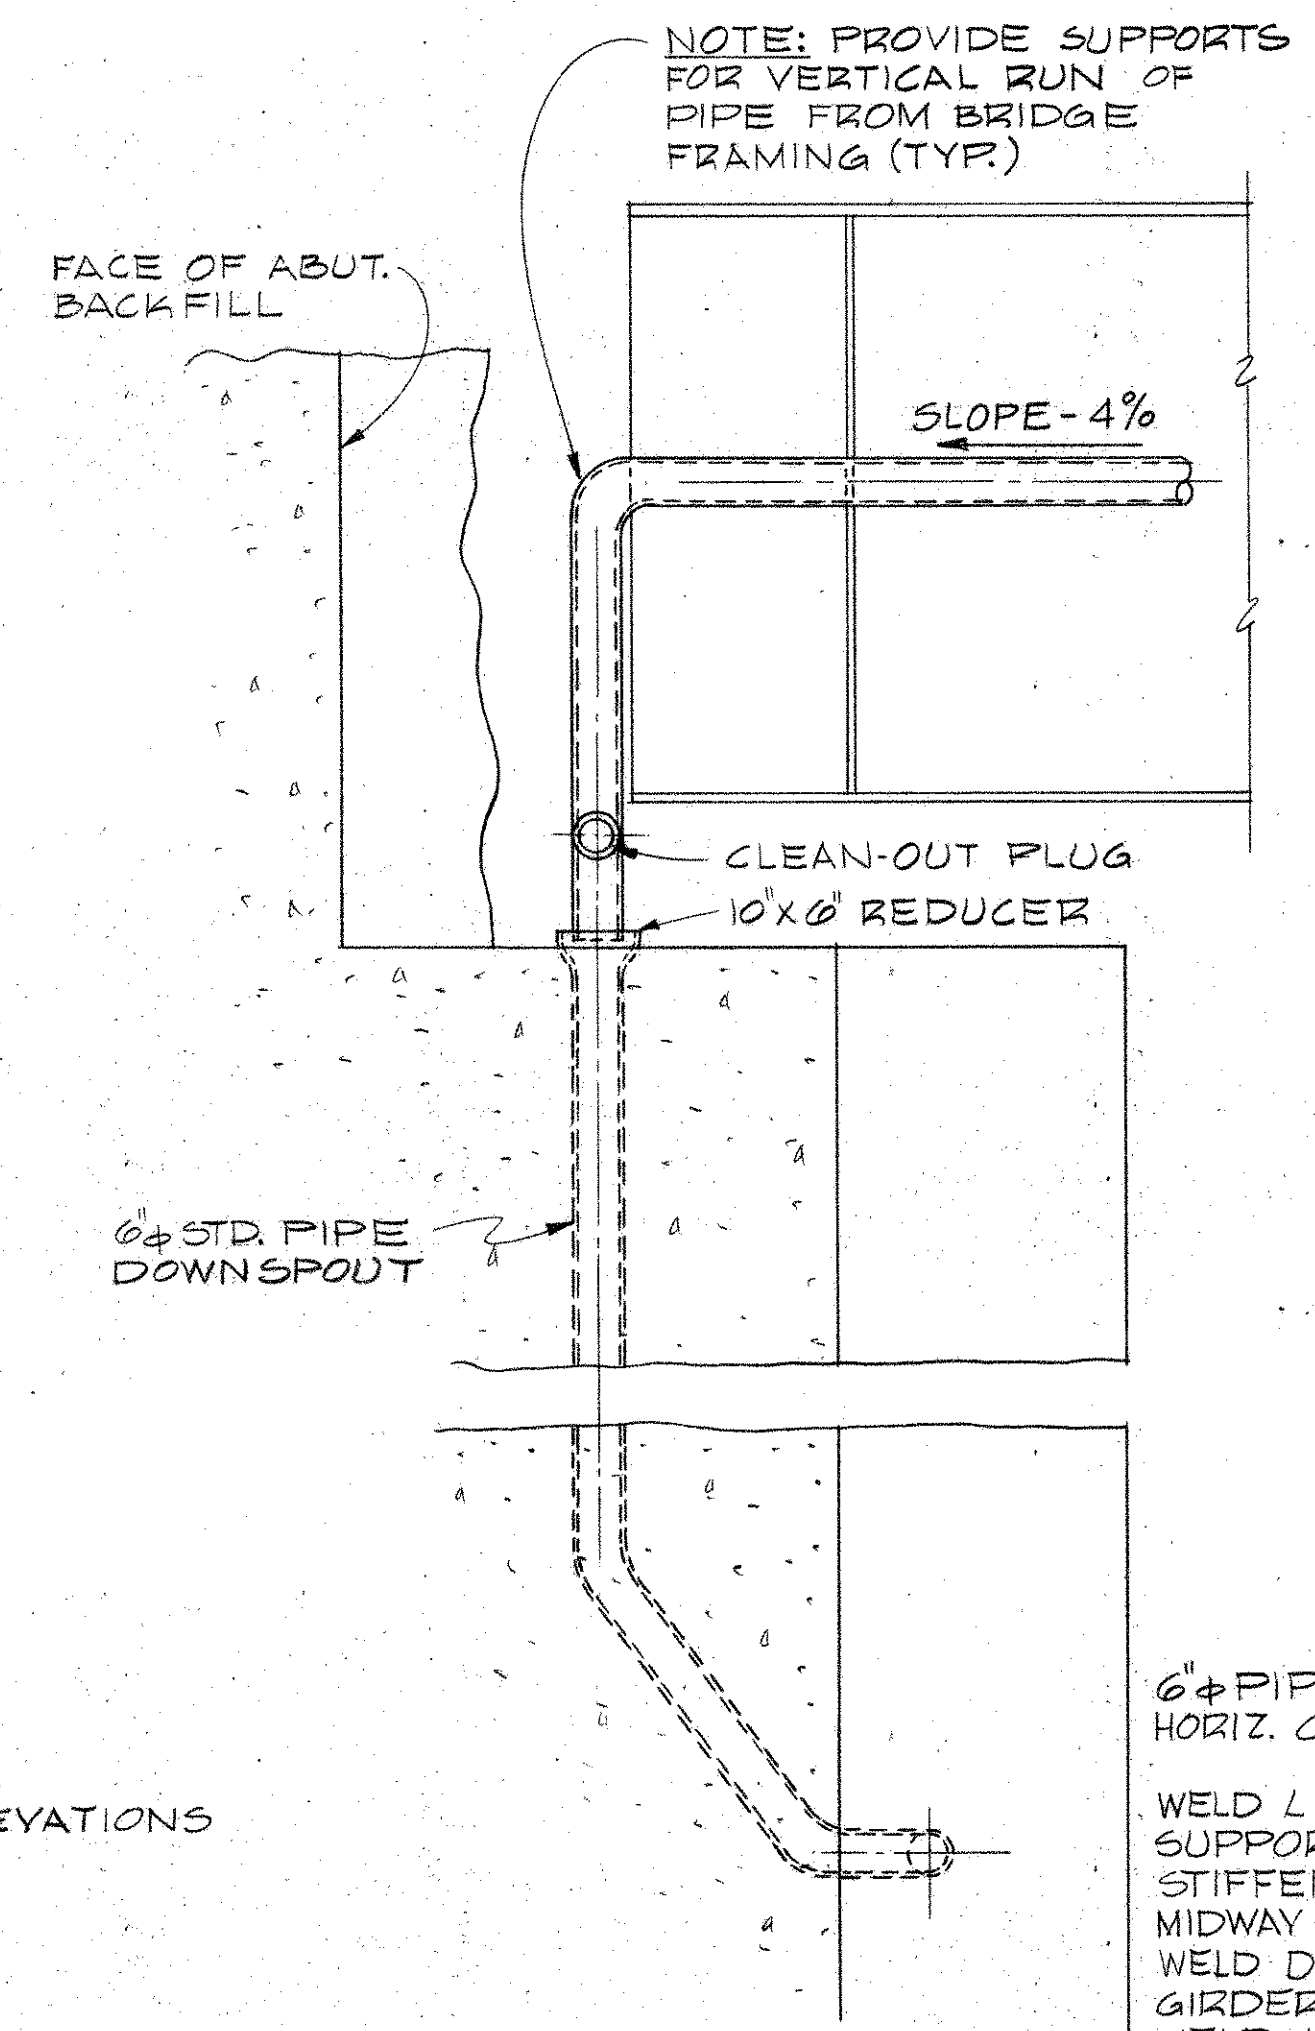 NOTE: PROVIDE SUPPORTS
FOR VERTICAL RUN OF
PIPE FROM BRIDGE
FRAMING (TYP.)
FACE OF ABUT.
BACKFILL
SLOPE - 4%
CLEAN-OUT PLUG
10" X 6" REDUCER
6"ϕ STD. PIPE
DOWNSPOUT
6"ϕ PIP
HORIZ. C
EVATIONS
WELD L
SUPPOR
STIFFE
MIDWAY
WELD D
GIRDER